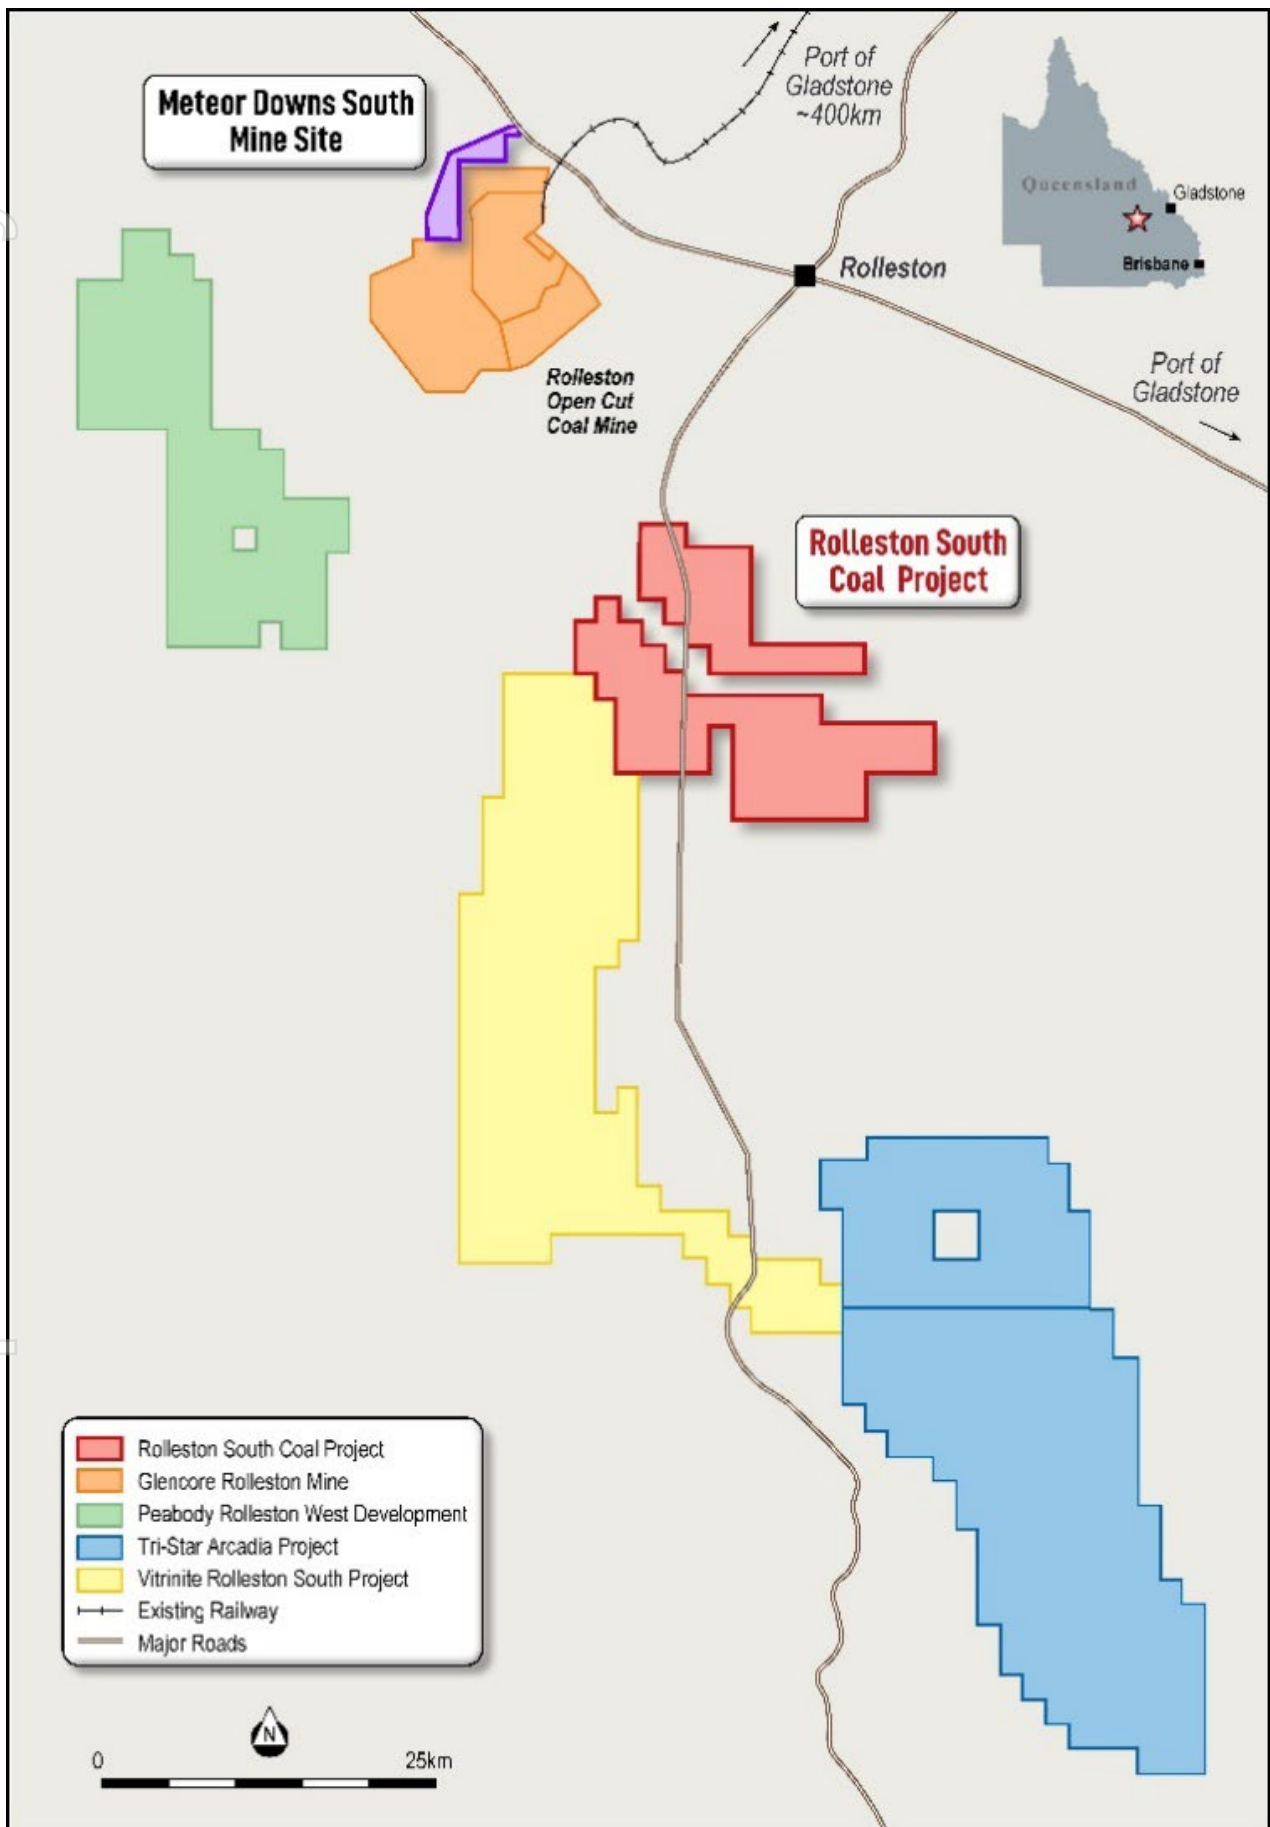 Port of
Gladstone
~400km
Meteor Downs South
Mine Site
Queensland
Gladstone
Brisbane
Rolleston
Port of
Gladstone
Rolleston
Open Cut
Coal Mine
Rolleston South
Coal Project
Rolleston South Coal Project
Glencore Rolleston Mine
Peabody Rolleston West Development
Tri-Star Arcadia Project
Vitrinite Rolleston South Project
Existing Railway
Major Roads
N
0 25km